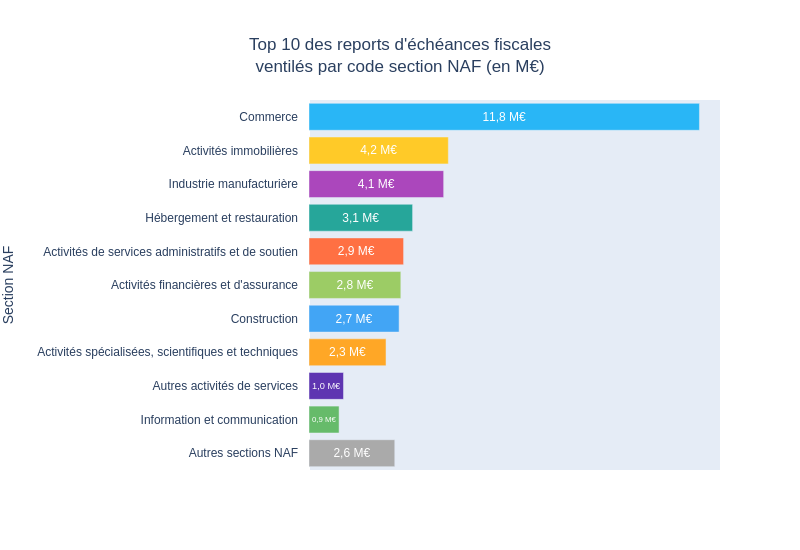 Top 10 des reports d'échéances fiscales
ventilés par code section NAF (en M€)
Section NAF
Commerce 11,8 M€
Activités immobilières 4,2 M€
Industrie manufacturière 4,1 M€
Hébergement et restauration 3,1 M€
Activités de services administratifs et de soutien 2,9 M€
Activités financières et d'assurance 2,8 M€
Construction 2,7 M€
Activités spécialisées, scientifiques et techniques 2,3 M€
Autres activités de services 1,0 M€
Information et communication 0,9 M€
Autres sections NAF 2,6 M€